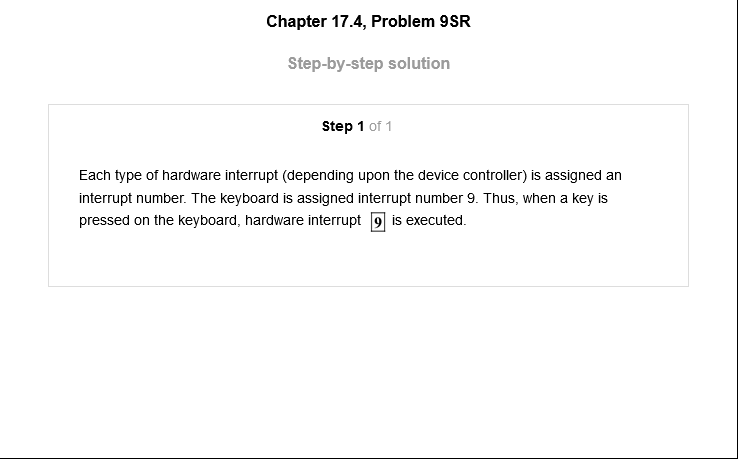 Chapter 17.4, Problem 9SR
Step-by-step solution
Step 1 of 1
Each type of hardware interrupt (depending upon the device controller) is assigned an
interrupt number. The keyboard is assigned interrupt number 9. Thus, when a key is
pressed on the keyboard, hardware interrupt 9 is executed.